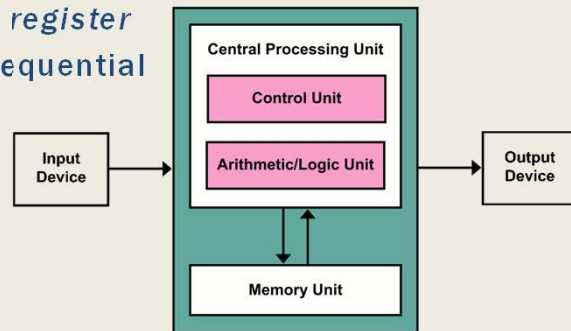 register
equential
Central Processing Unit
Control Unit
Arithmetic/Logic Unit
Input
Device
Output
Device
Memory Unit